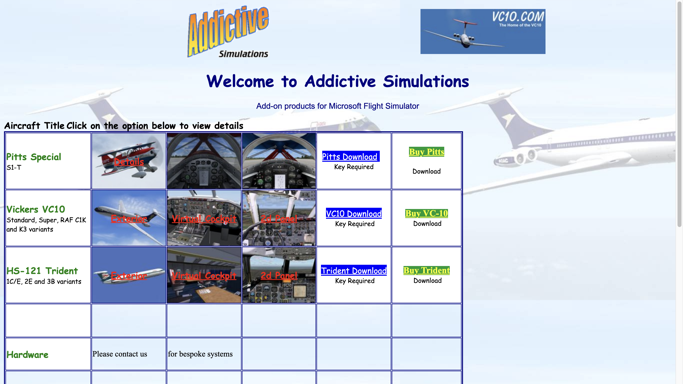 Addictive
Simulations
VC10.COM
The Home of the VC10
Welcome to Addictive Simulations
Add-on products for Microsoft Flight Simulator
Aircraft Title Click on the option below to view details
Pitts Special
S1-T
Details
Pitts Download
Key Required
Buy Pitts
Download
Vickers VC10
Standard, Super, RAF C1K
and K3 variants
Exterior
Virtual Cockpit
2d Panel
VC10 Download
Key Required
Buy VC-10
Download
HS-121 Trident
1C/E, 2E and 3B variants
Exterior
Virtual Cockpit
2d Panel
Trident Download
Key Required
Buy Trident
Download
Hardware
Please contact us
for bespoke systems